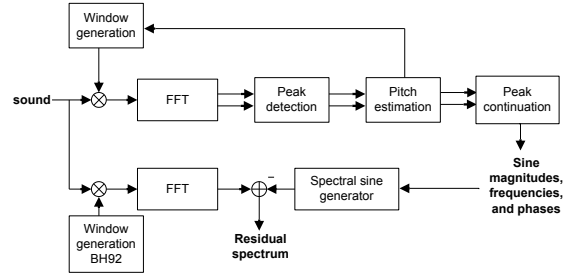 Window
generation
sound
FFT
Peak
detection
Pitch
estimation
Peak
continuation
Sine
magnitudes,
frequencies,
and phases
FFT
–
Spectral sine
generator
Window
generation
BH92
Residual
spectrum